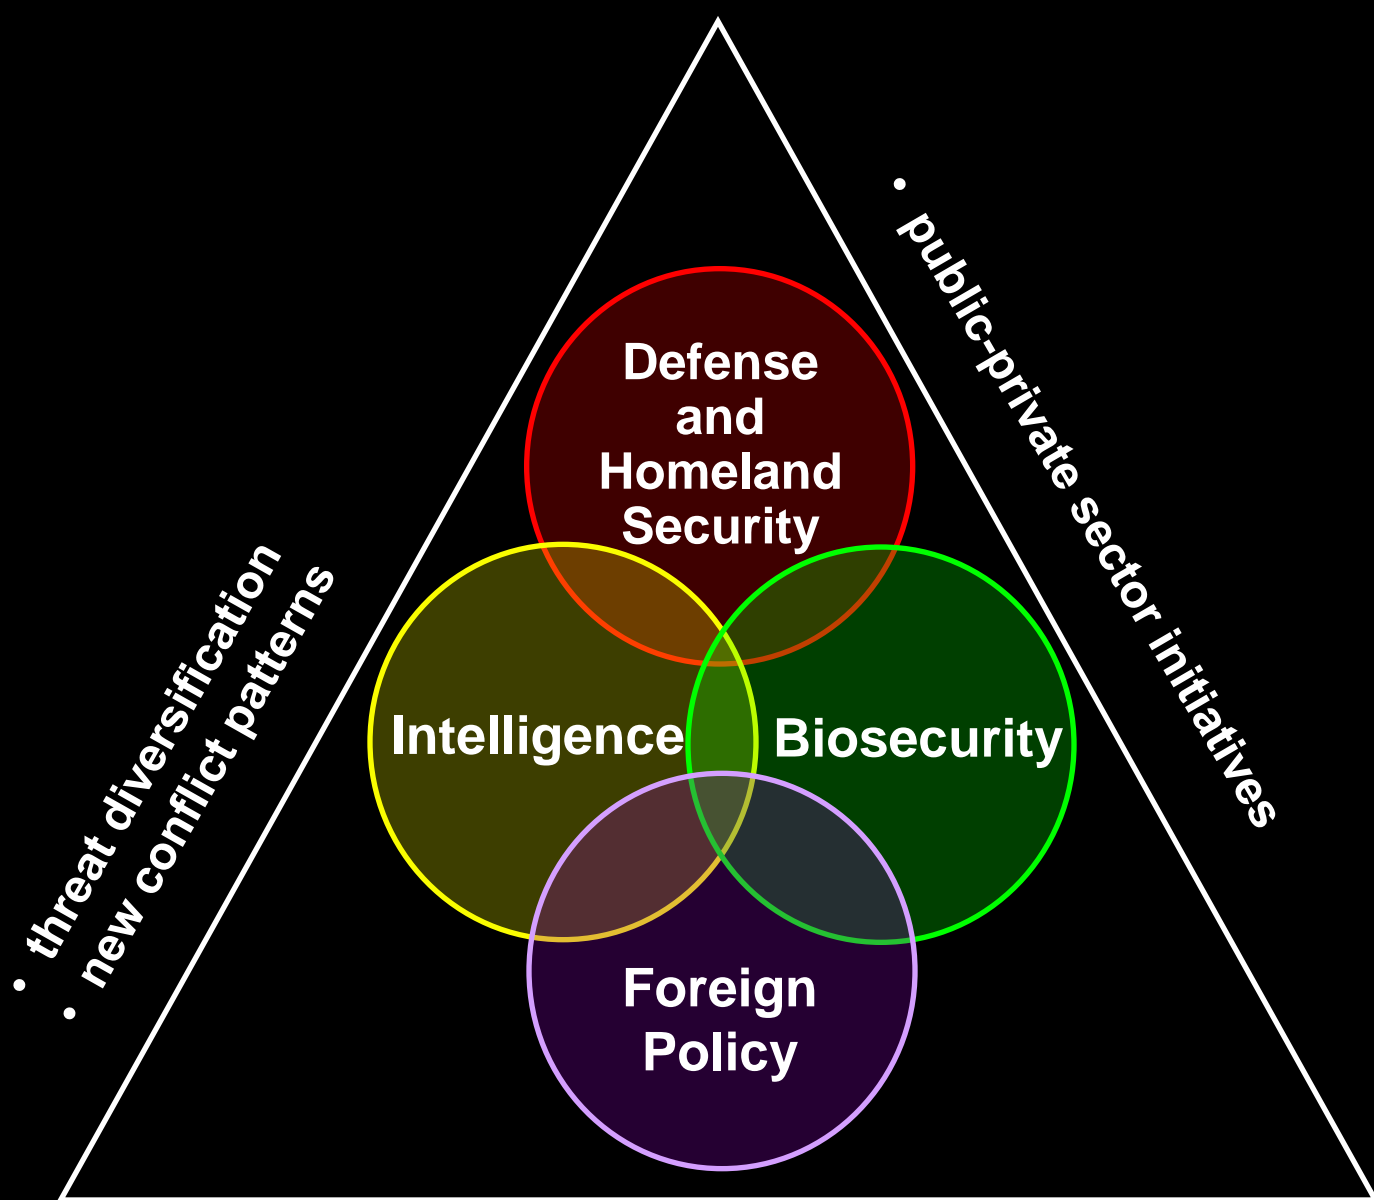 • public-private sector initiatives
Defense
and
Homeland
Security
• threat diversification
• new conflict patterns
Intelligence
Biosecurity
Foreign
Policy